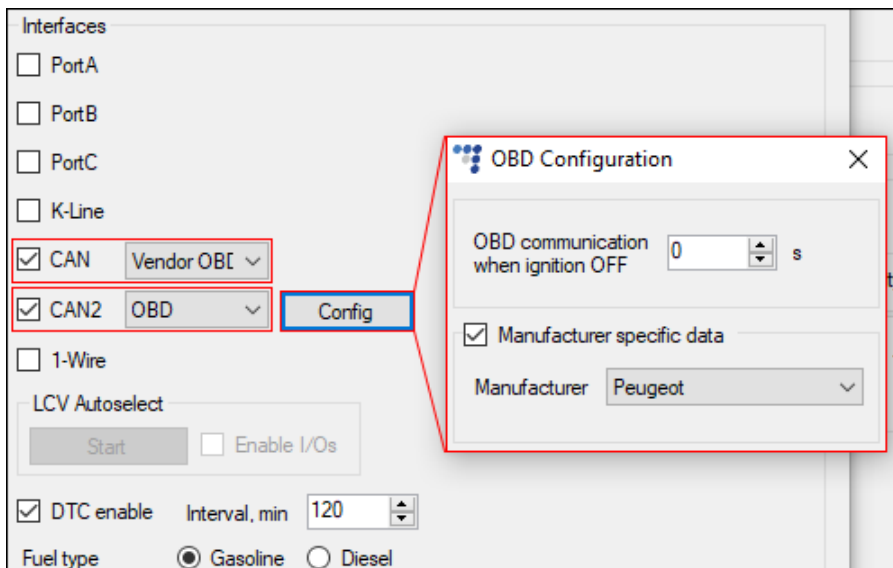 Interfaces
PortA
PortB
PortC
K-Line
CAN Vendor OBD
CAN2 OBD Config
1-Wire
LCV Autoselect
Start Enable I/Os
DTC enable Interval, min 120
Fuel type Gasoline Diesel
OBD Configuration
OBD communication
when ignition OFF 0 s
Manufacturer specific data
Manufacturer Peugeot